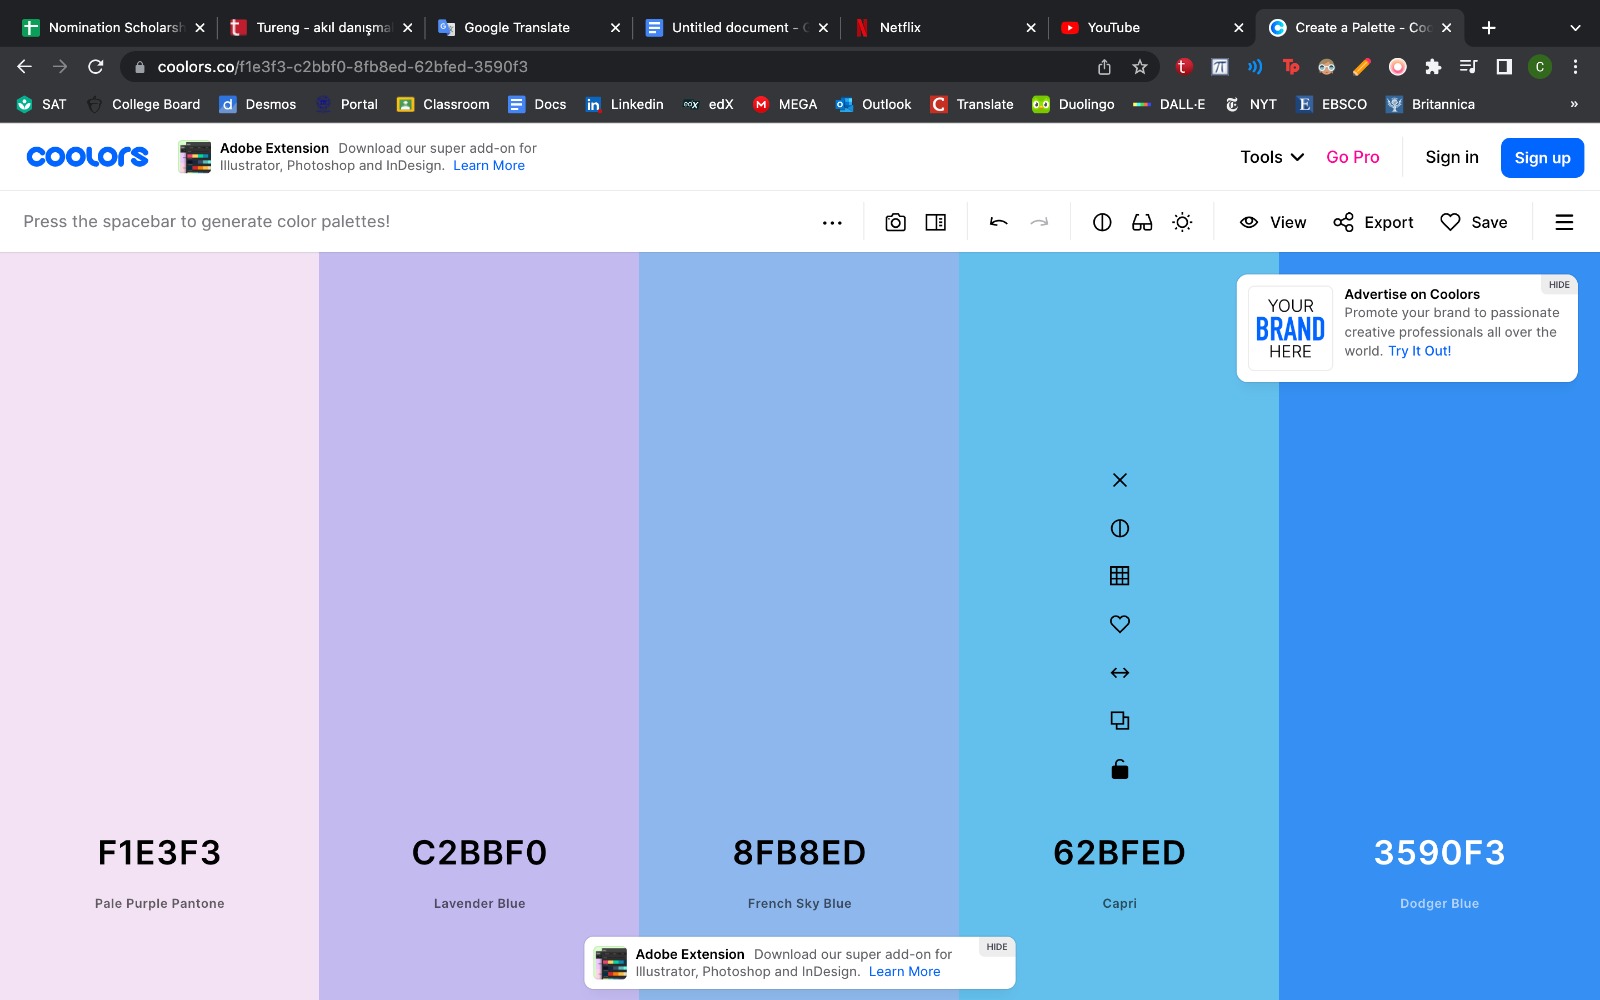 Nomination Scholarsh
Tureng - akıl danışma
Google Translate
Untitled document - G
Netflix
YouTube
Create a Palette - Coo
coolors.co/f1e3f3-c2bbf0-8fb8ed-62bfed-3590f3
C
SAT
College Board
Desmos
Portal
Classroom
Docs
Linkedin
edX
MEGA
Outlook
Translate
Duolingo
DALL·E
NYT
EBSCO
Britannica
»
coolors
Adobe Extension Download our super add-on for
Illustrator, Photoshop and InDesign. Learn More
Tools
Go Pro
Sign in
Sign up
Press the spacebar to generate color palettes!
View
Export
Save
HIDE
YOUR
BRAND
HERE
Advertise on Coolors
Promote your brand to passionate
creative professionals all over the
world. Try It Out!
F1E3F3
C2BBF0
8FB8ED
62BFED
3590F3
Pale Purple Pantone
Lavender Blue
French Sky Blue
Capri
Dodger Blue
HIDE
Adobe Extension Download our super add-on for
Illustrator, Photoshop and InDesign. Learn More